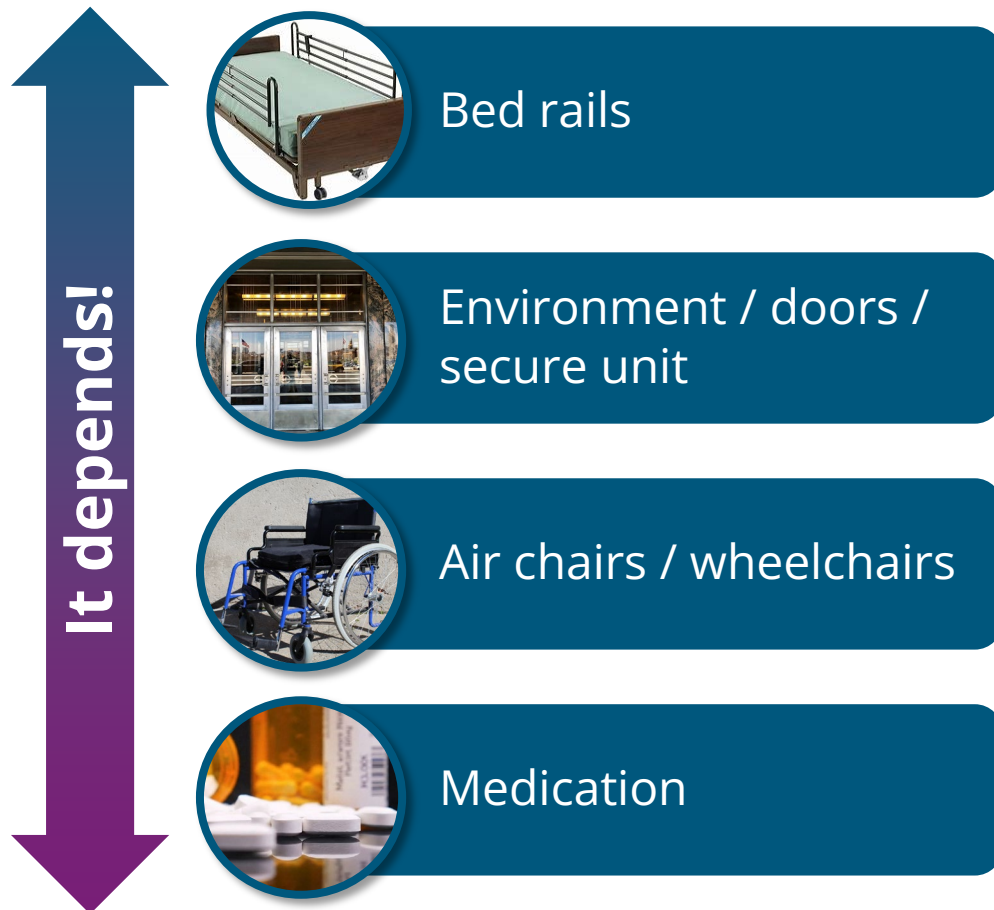 It depends!
Bed rails
Environment / doors /
secure unit
Air chairs / wheelchairs
Medication